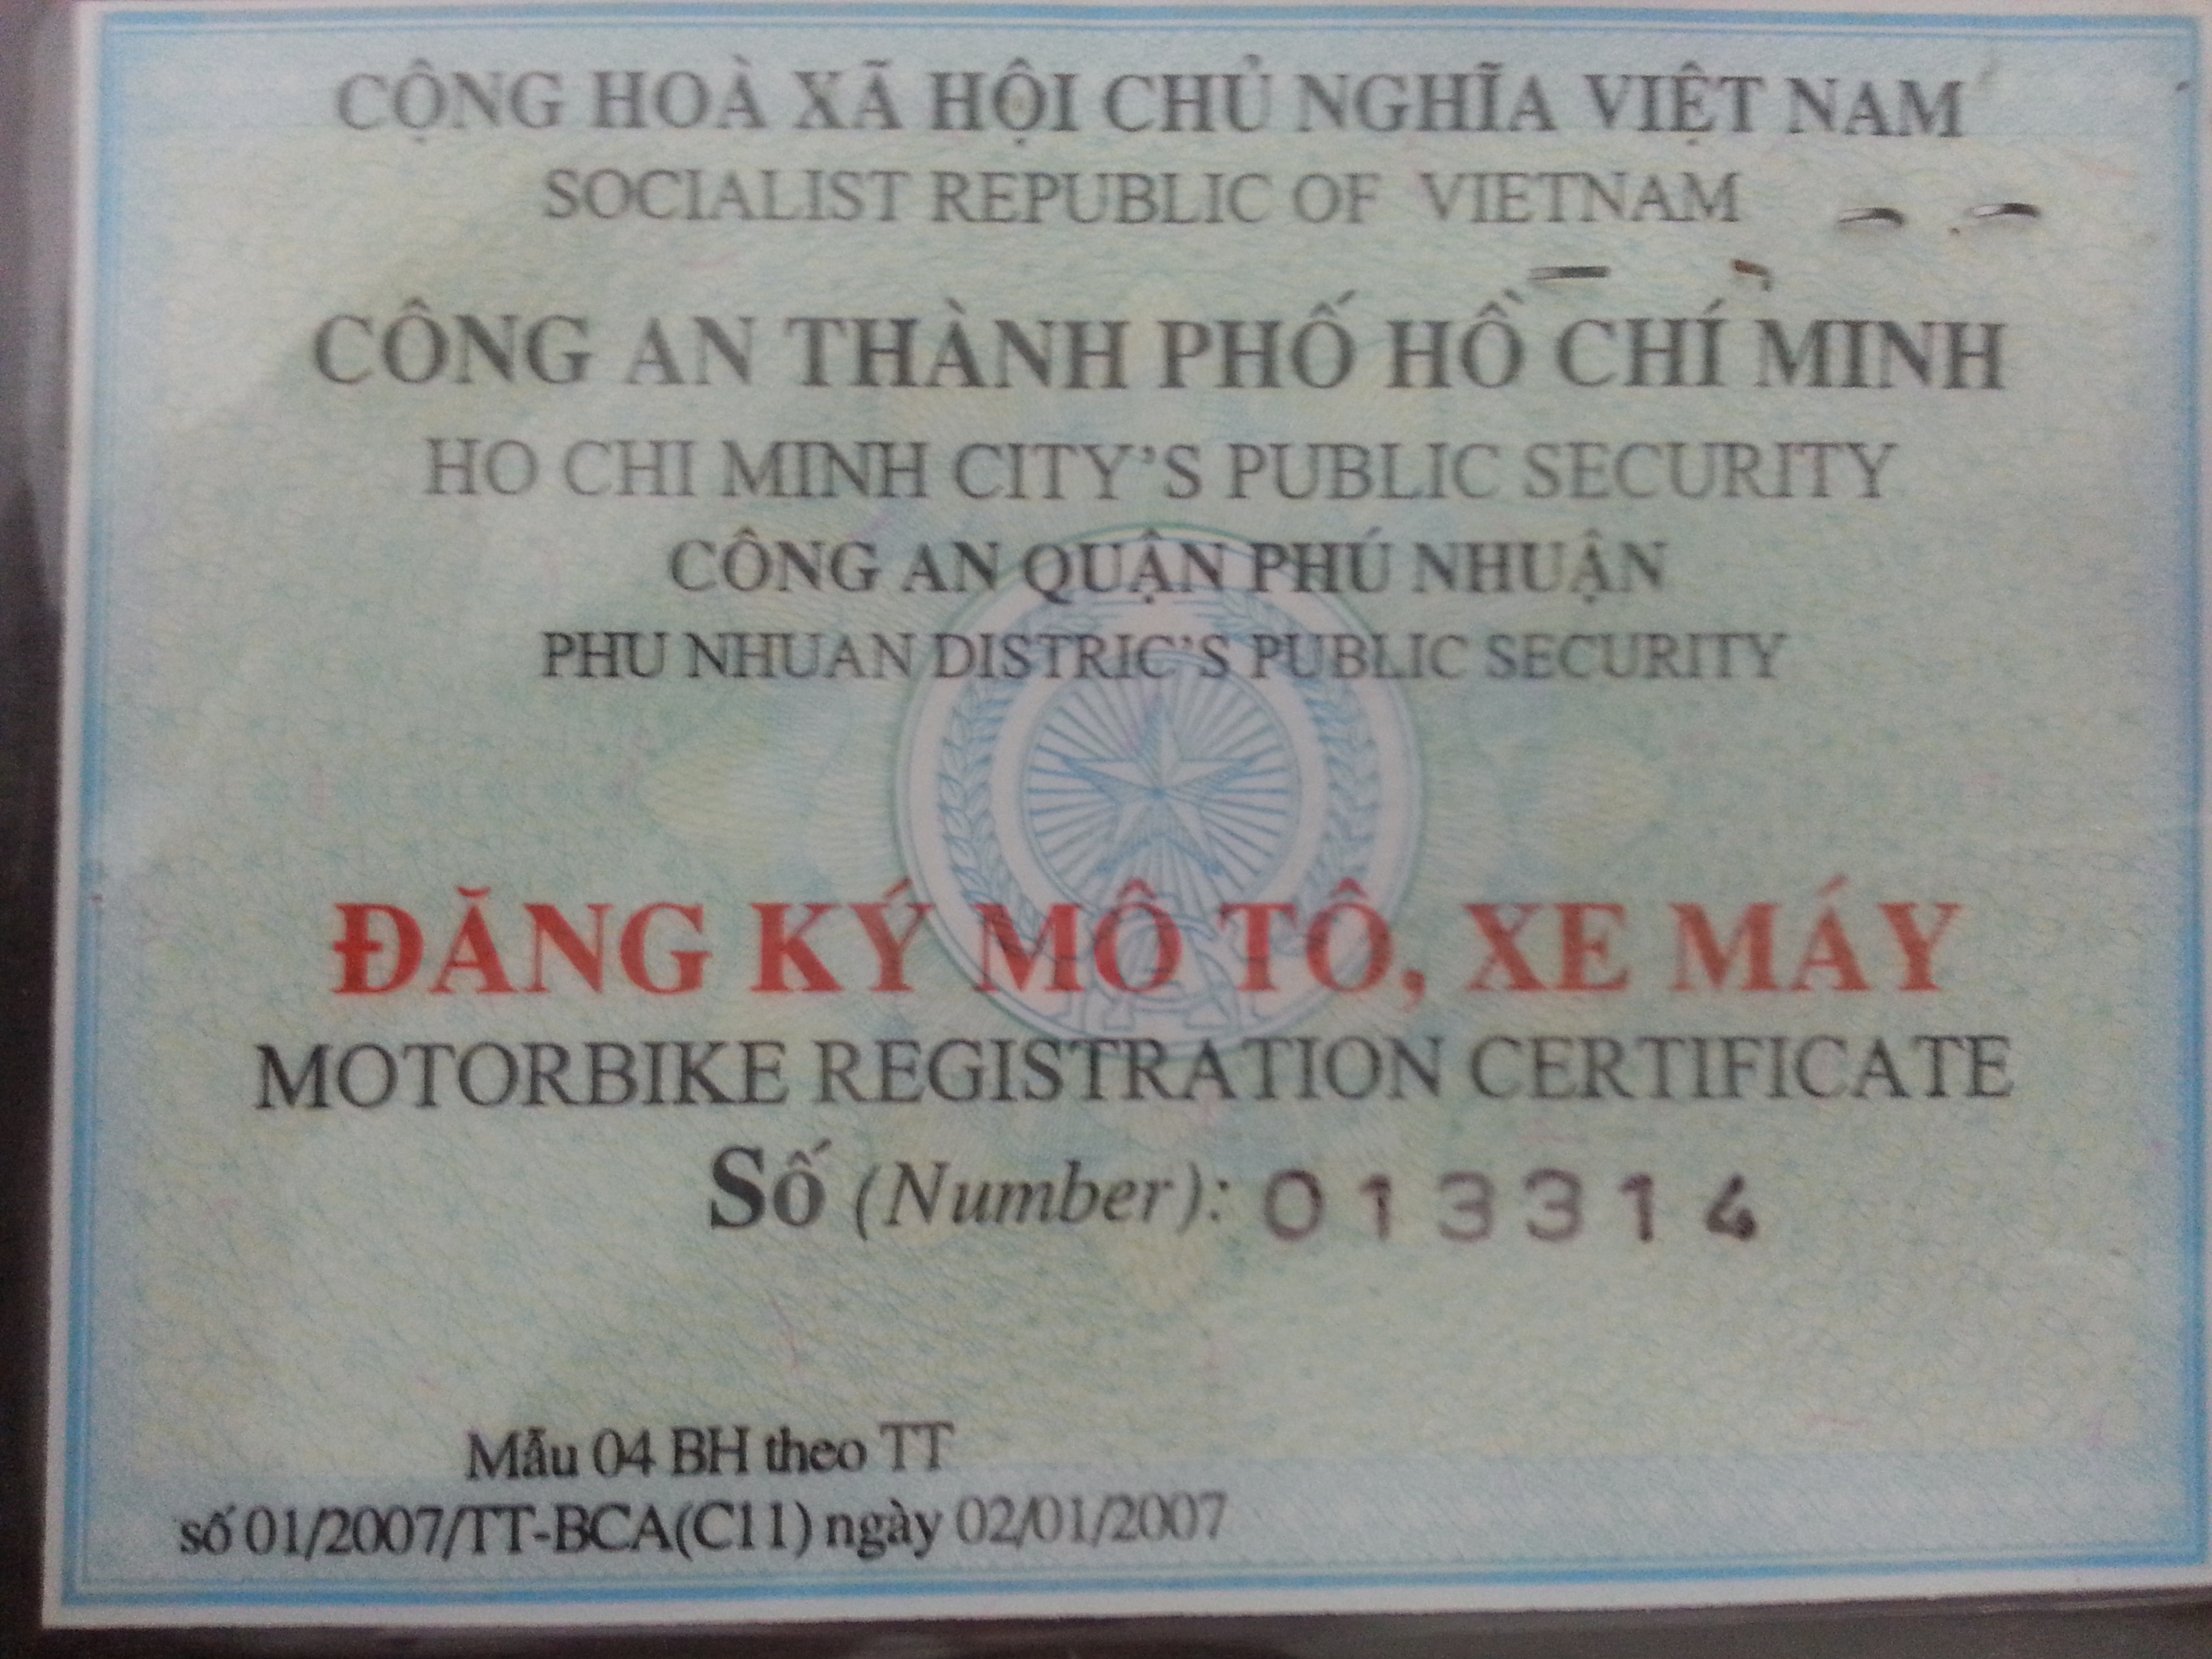 CỘNG HOÀ XÃ HỘI CHỦ NGHĨA VIỆT NAM
SOCIALIST REPUBLIC OF VIETNAM
CÔNG AN THÀNH PHỐ HỒ CHÍ MINH
HO CHI MINH CITY'S PUBLIC SECURITY
CÔNG AN QUẬN PHÚ NHUẬN
PHU NHUAN DISTRIC'S PUBLIC SECURITY
ĐĂNG KÝ MÔ TÔ, XE MÁY
MOTORBIKE REGISTRATION CERTIFICATE
Số (Number): 013314
Mẫu 04 BH theo TT
số 01/2007/TT-BCA(C11) ngày 02/01/2007